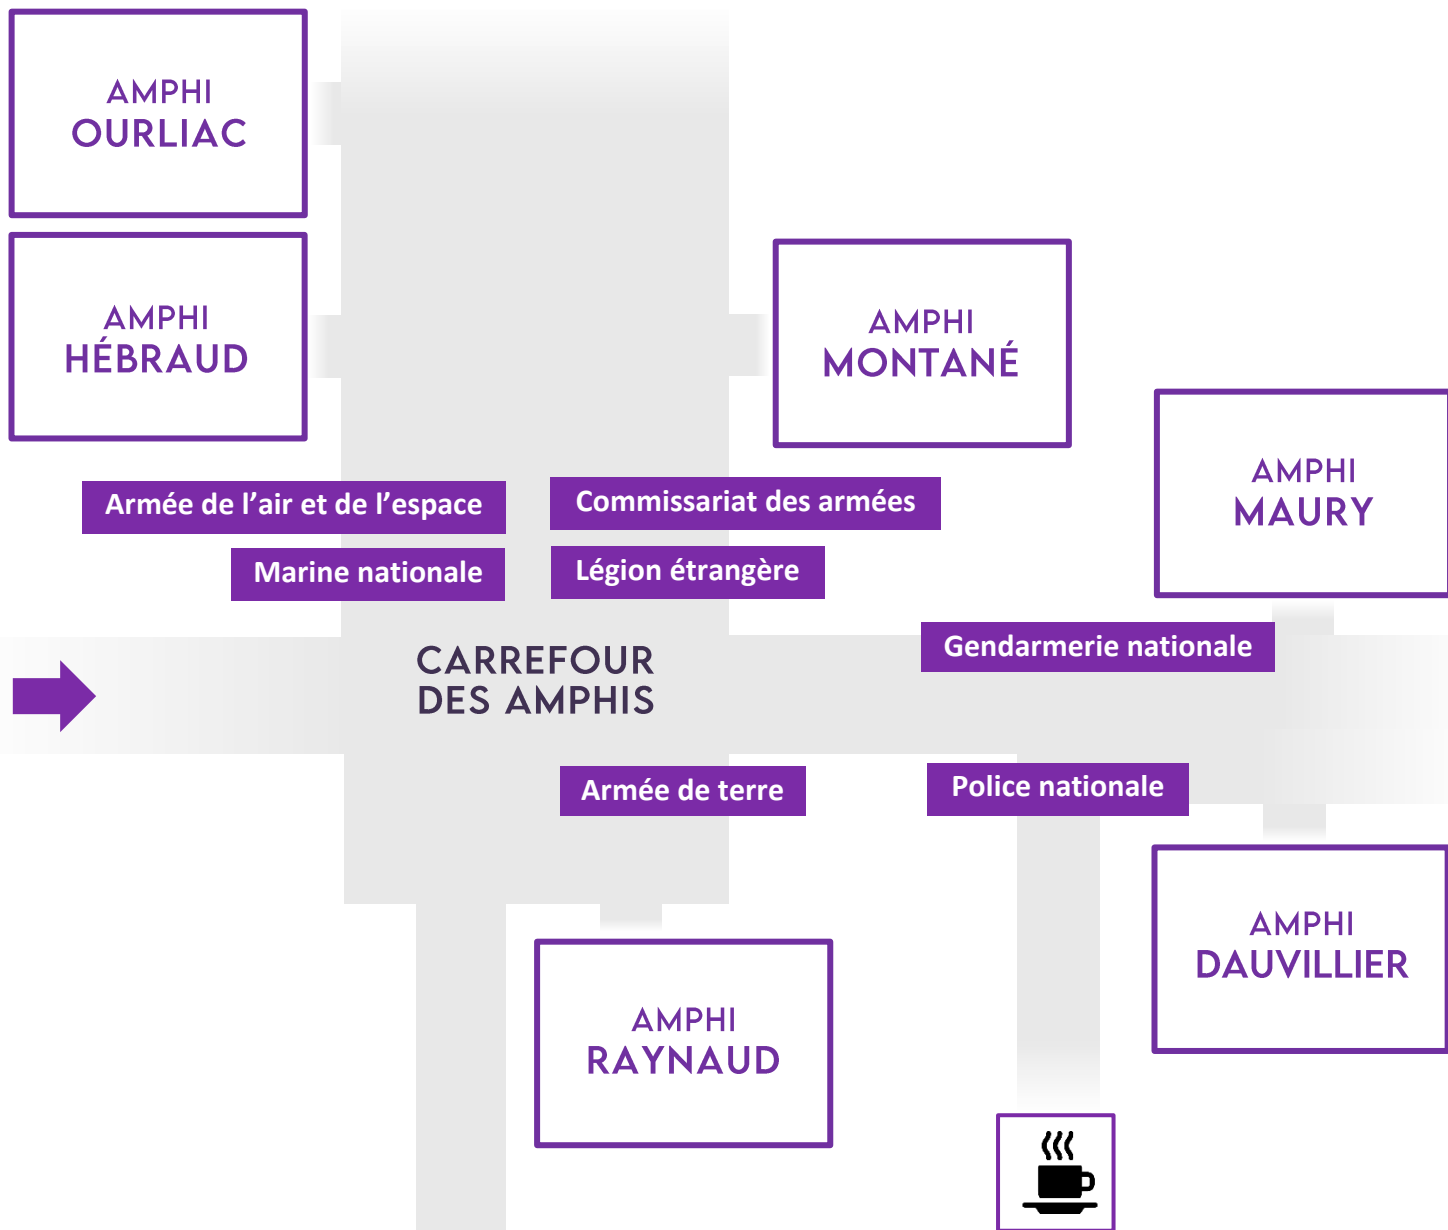 AMPHI
OURLIAC
AMPHI
HÉBRAUD
AMPHI
MONTANÉ
AMPHI
MAURY
Armée de l’air et de l’espace
Commissariat des armées
Marine nationale
Légion étrangère
Gendarmerie nationale
CARREFOUR
DES AMPHIS
Armée de terre
Police nationale
AMPHI
DAUVILLIER
AMPHI
RAYNAUD